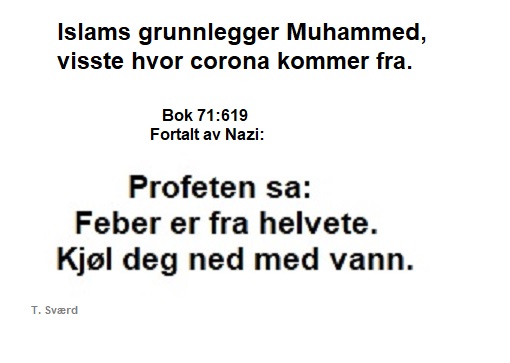 Islams grunnlegger Muhammed,
visste hvor corona kommer fra.
Bok 71:619
Fortalt av Nazi:
Profeten sa:
Feber er fra helvete.
Kjøl deg ned med vann.
T. Sværd